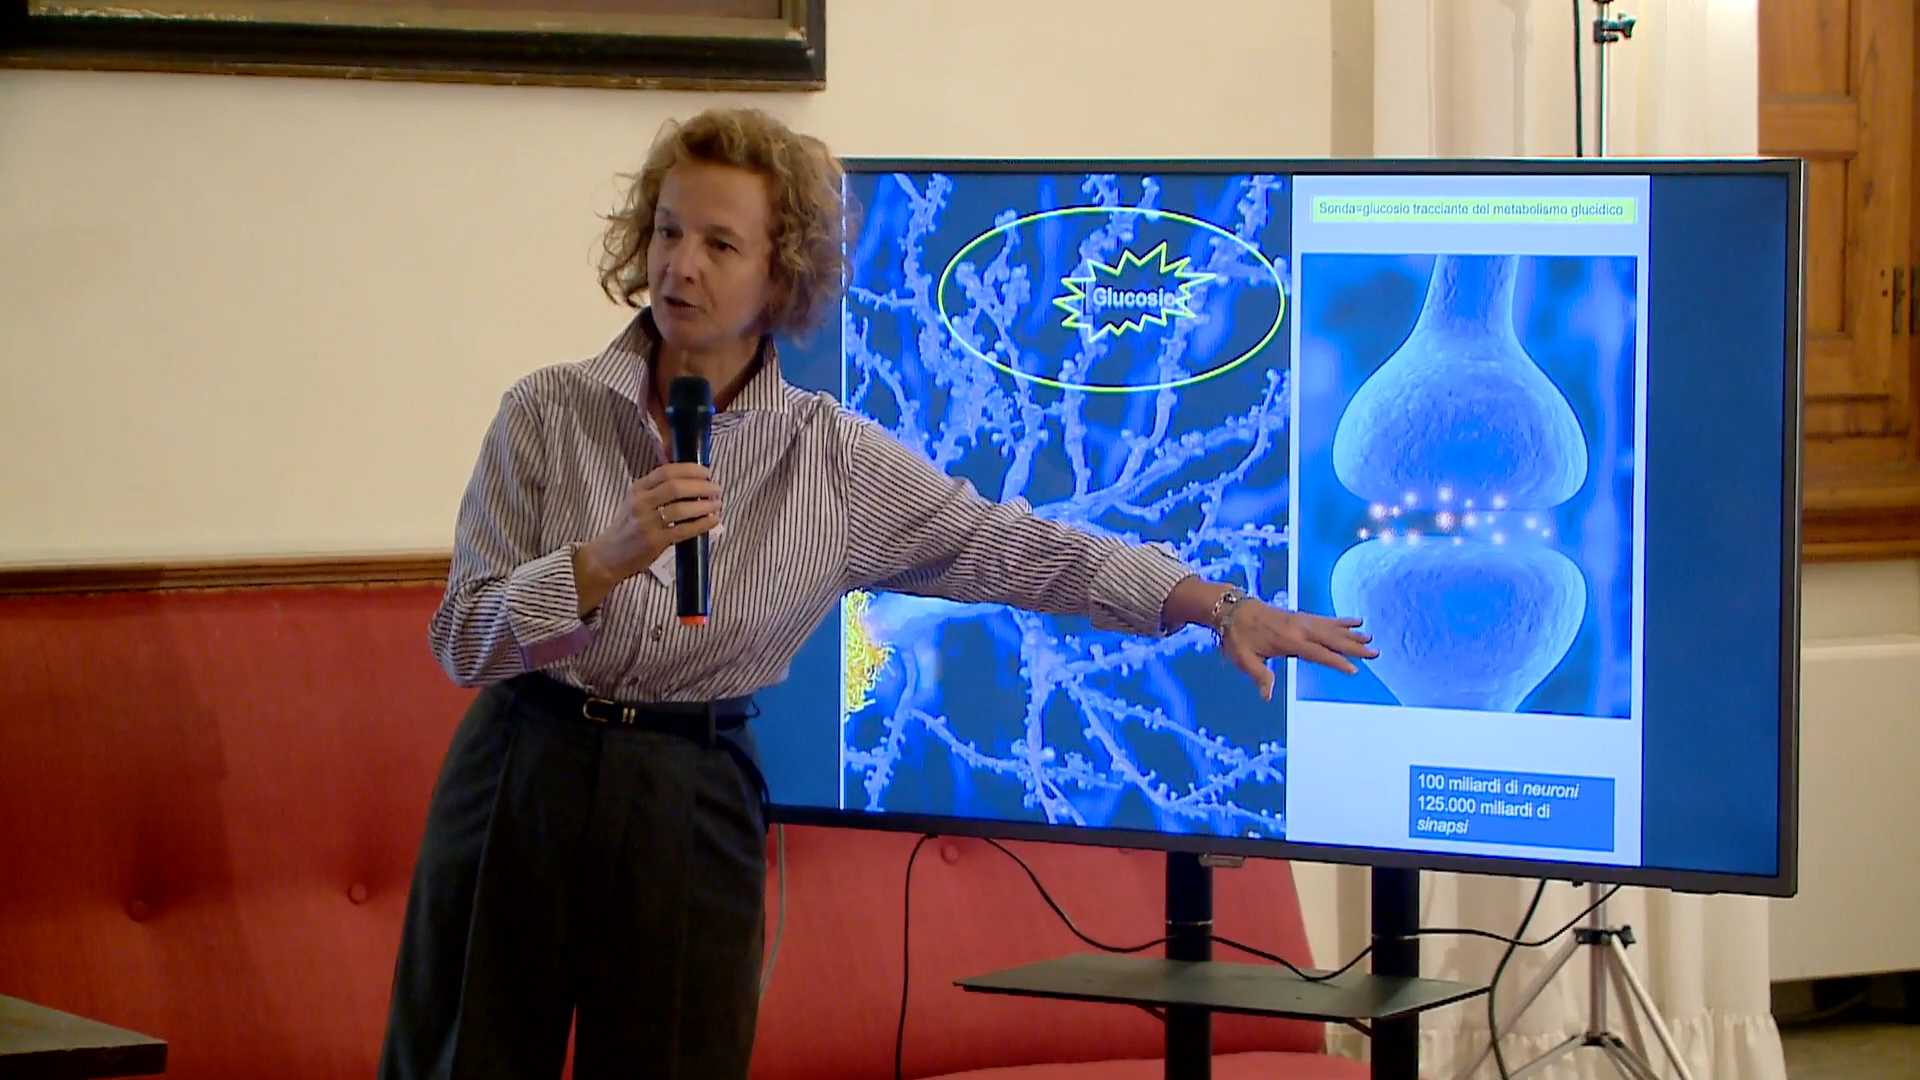 Glucosio
Sonda=glucosio tracciante del metabolismo glucidico
100 miliardi di neuroni
125.000 miliardi di
sinapsi